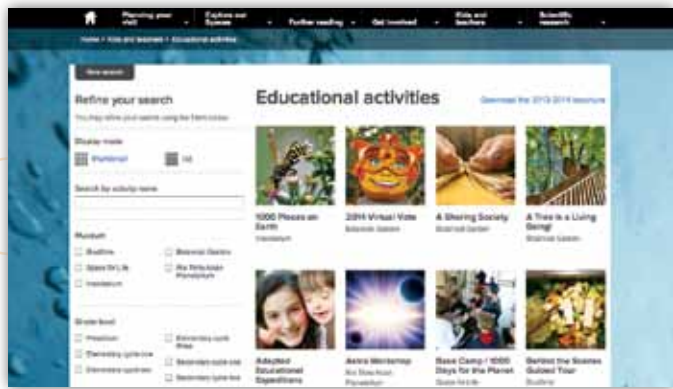 Planning your visit
Explore our Spaces
Further reading
Get involved
Kids and teachers
Scientific research
Home > Kids and teachers > Educational activities
New search
Refine your search
You may refine your search using the filters below
Display mode
thumbnail
list
Search by activity name
Museum
Biodôme
Botanical Garden
Space for Life
Rio Tinto Alcan Planetarium
Insectarium
Grade level
Preschool
Elementary cycle one
Elementary cycle two
Elementary cycle three
Secondary cycle one
Secondary cycle two
Educational activities
Download the 2013-2014 brochure
1000 Pieces on Earth
Insectarium
2014 Virtual Vote
Botanical Garden
A Sharing Society
Botanical Garden
A Tree Is a Living Being!
Botanical Garden
Adapted Educational Expeditions
Astro Workshop
Rio Tinto Alcan Planetarium
Base Camp / 1000 Days for the Planet
Space for Life
Behind the Scenes Guided Tour
Biodôme